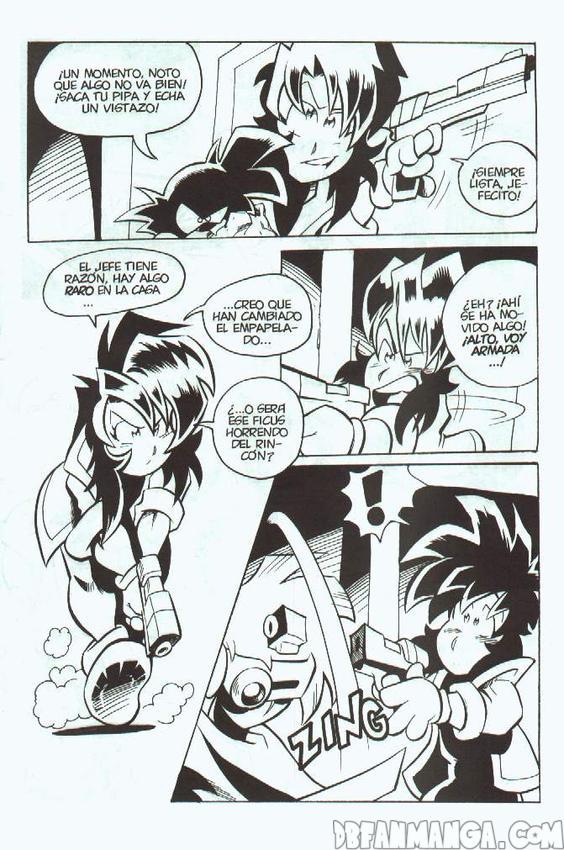 ¡UN MOMENTO, NOTO
QUE ALGO NO VA BIEN!
¡SACA TU PIPA Y ECHA
UN VISTAZO!
¡SIEMPRE
LISTA, JE-
FECITO!
EL JEFE TIENE
RAZÓN, HAY ALGO
RARO EN LA CASA
...
...CREO QUE
HAN CAMBIADO
EL EMPAPELA-
DO...
¿...O SERÁ
ESE FICUS
HORRENDO
DEL RIN-
CÓN?
¿EH? ¡AHÍ
SE HA MO-
VIDO ALGO!
¡ALTO, VOY
ARMADA
...!
!
ZING
DBFANMANGA.COM